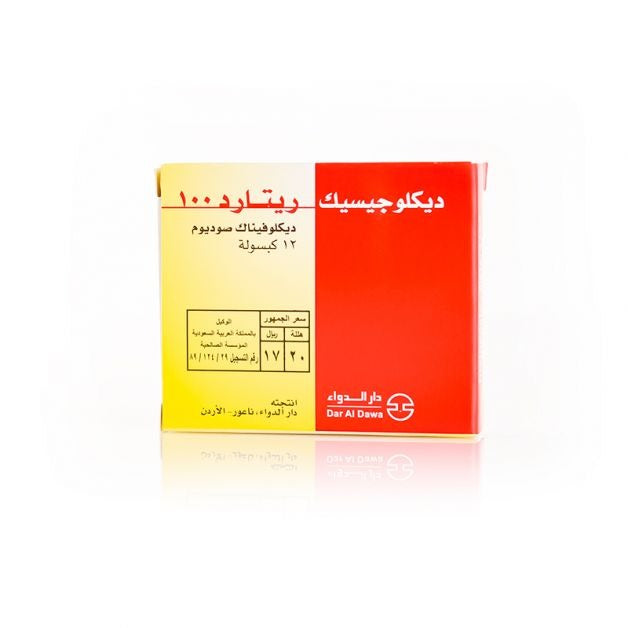 ديكلوجيسيك ريتارد ١٠٠
ديكلوفيناك صوديوم
١٢ كبسولة
سعر الجمهور
هللة ريال
٢٠ ١٧
الوكيل
بالمملكة العربية السعودية
المؤسسة الصالحية
رقم التسجيل ٢٩ / ١٢٤ / ٨٩
انتجته
دار الدواء، ناعور - الأردن
دار الدواء
Dar Al Dawa